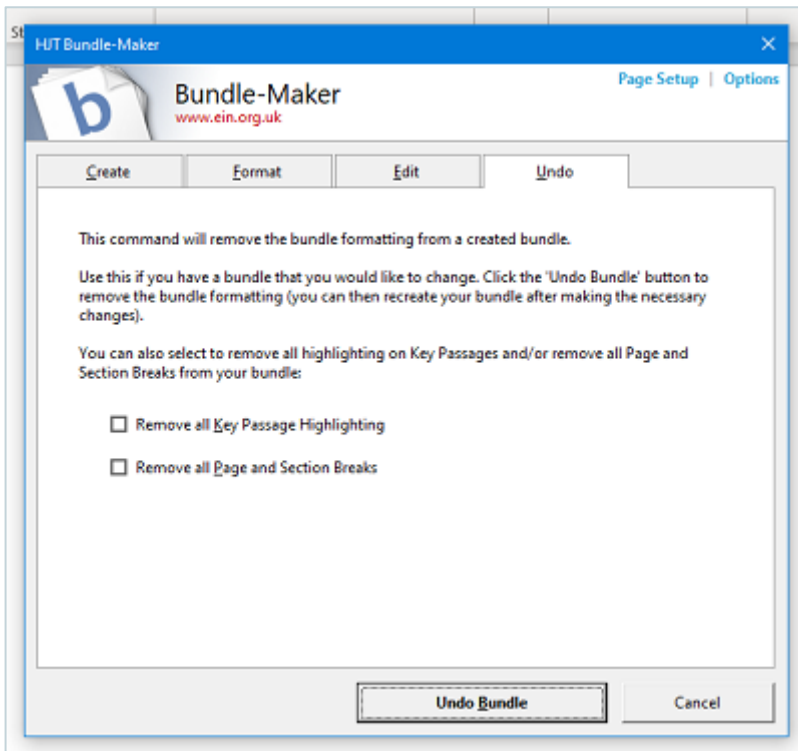 St
HJT Bundle-Maker
Page Setup | Options
b
Bundle-Maker
www.ein.org.uk
Create Format Edit Undo
This command will remove the bundle formatting from a created bundle.
Use this if you have a bundle that you would like to change. Click the 'Undo Bundle' button to
remove the bundle formatting (you can then recreate your bundle after making the necessary
changes).
You can also select to remove all highlighting on Key Passages and/or remove all Page and
Section Breaks from your bundle:
Remove all Key Passage Highlighting
Remove all Page and Section Breaks
Undo Bundle Cancel